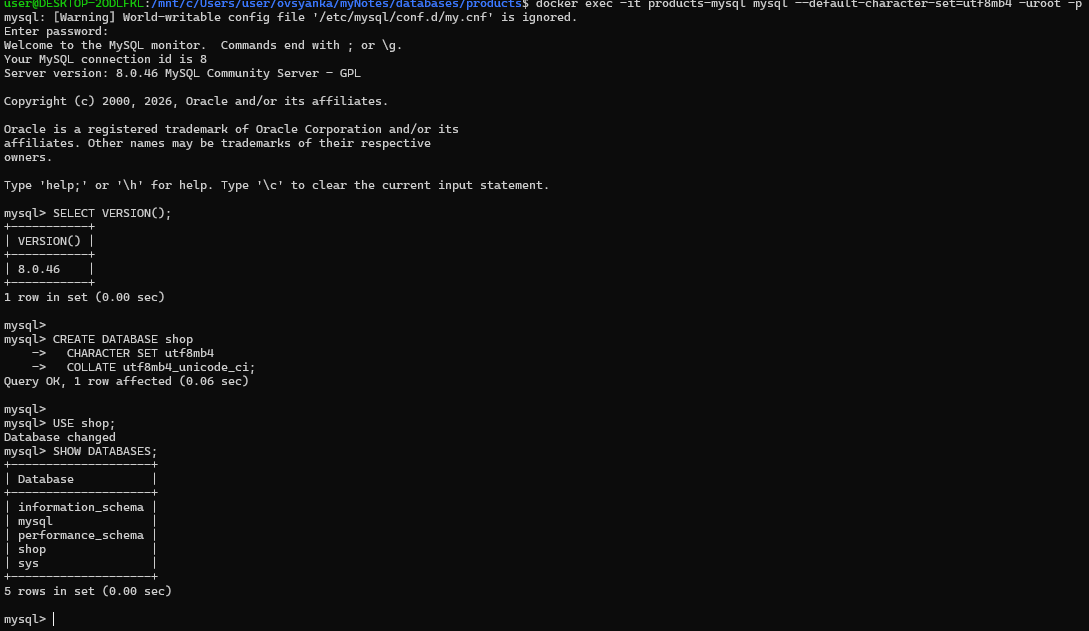 user@DESKTOP-2ODLFKL:/mnt/c/Users/user/ovsyanka/myNotes/databases/products$ docker exec -it products-mysql mysql --default-character-set=utf8mb4 -uroot -p
mysql: [Warning] World-writable config file '/etc/mysql/conf.d/my.cnf' is ignored.
Enter password:
Welcome to the MySQL monitor.  Commands end with ; or \g.
Your MySQL connection id is 8
Server version: 8.0.46 MySQL Community Server - GPL
Copyright (c) 2000, 2026, Oracle and/or its affiliates.
Oracle is a registered trademark of Oracle Corporation and/or its
affiliates. Other names may be trademarks of their respective
owners.
Type 'help;' or '\h' for help. Type '\c' to clear the current input statement.
mysql> SELECT VERSION();
+-----------+
| VERSION() |
+-----------+
| 8.0.46    |
+-----------+
1 row in set (0.00 sec)
mysql>
mysql> CREATE DATABASE shop
    ->   CHARACTER SET utf8mb4
    ->   COLLATE utf8mb4_unicode_ci;
Query OK, 1 row affected (0.06 sec)
mysql>
mysql> USE shop;
Database changed
mysql> SHOW DATABASES;
+--------------------+
| Database           |
+--------------------+
| information_schema |
| mysql              |
| performance_schema |
| shop               |
| sys                |
+--------------------+
5 rows in set (0.00 sec)
mysql>